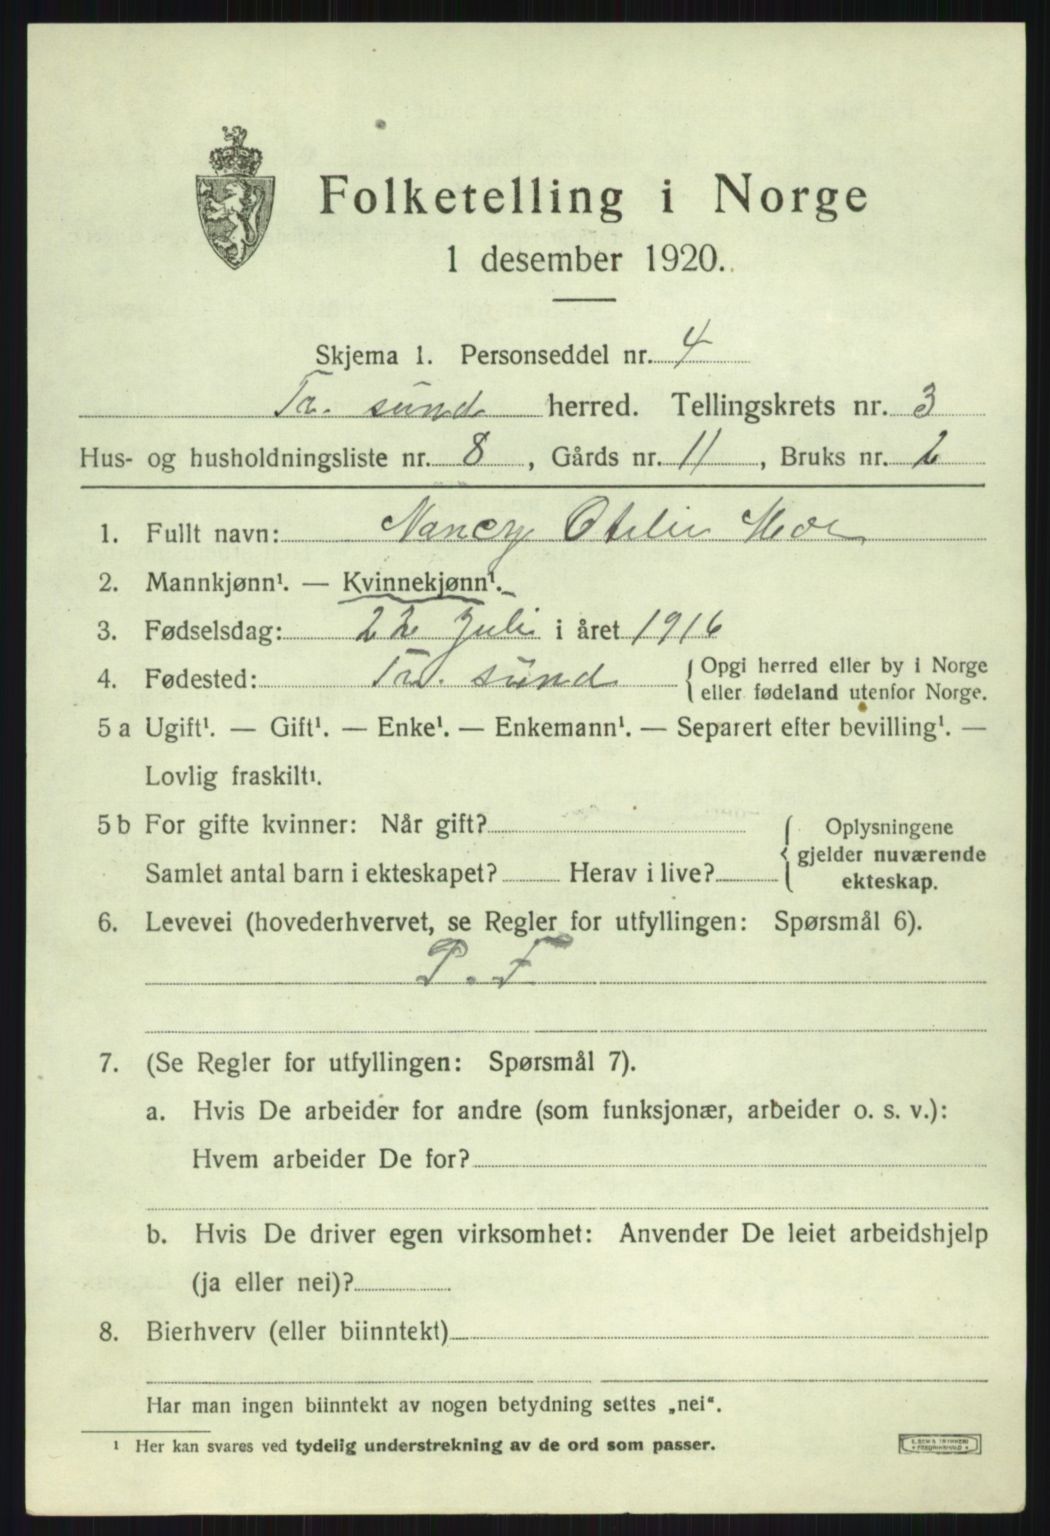 Folketelling i Norge
1 desember 1920.
Skjema 1. Personseddel nr. 4
Tr. sund herred. Tellingskrets nr. 3
Hus- og husholdningsliste nr. 8, Gårds nr. 11, Bruks nr. 2
1. Fullt navn: Nancy Otelie Moe
2. Mannkjønn¹. — Kvinnekjønn¹.
3. Fødselsdag: 22 Juli i året 1916
4. Fødested: Tr. sund { Opgi herred eller by i Norge
eller fødeland utenfor Norge.
5 a Ugift¹. — Gift¹. — Enke¹. — Enkemann¹. — Separert efter bevilling¹. —
Lovlig fraskilt¹.
5 b For gifte kvinner: Når gift? { Oplysningene
Samlet antal barn i ekteskapet? Herav i live? gjelder nuværende
ekteskap.
6. Levevei (hovederhvervet, se Regler for utfyllingen: Spørsmål 6).
P. F
7. (Se Regler for utfyllingen: Spørsmål 7).
a. Hvis De arbeider for andre (som funksjonær, arbeider o. s. v.):
Hvem arbeider De for?
b. Hvis De driver egen virksomhet: Anvender De leiet arbeidshjelp
(ja eller nei)?
8. Bierhverv (eller biinntekt)
Har man ingen biinntekt av nogen betydning settes „nei“.
¹ Her kan svares ved tydelig understrekning av de ord som passer.